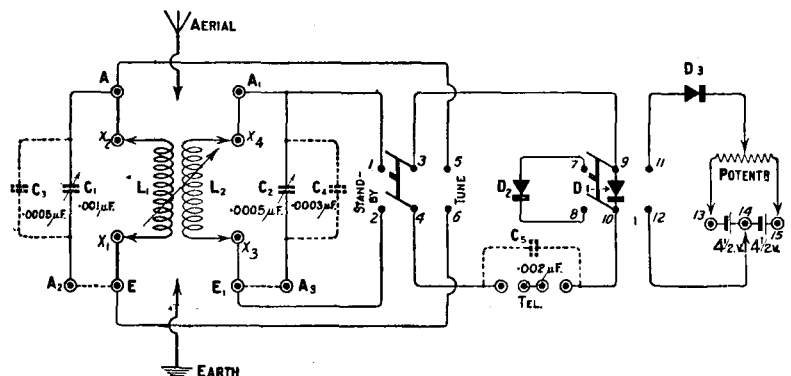 AERIAL
A
A1
D3
X2
X4
1
3
5
7
9
11
C3
C1
L1
L2
C2
C4
STAND-BY
TUNE
D2
D1
POTENTR
.0005μF.
.001μF.
.0005μF.
.0003μF.
2
4
6
8
10
1
12
13
14
15
X1
X3
C5
4½v.
4½v.
.002μF.
A2
E
E1
A3
TEL.
EARTH